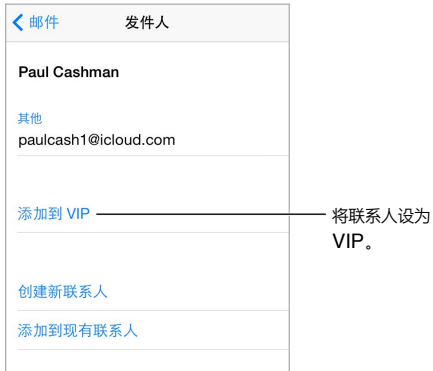 邮件 发件人
Paul Cashman
其他
paulcash1@icloud.com
添加到 VIP
将联系人设为
VIP。
创建新联系人
添加到现有联系人